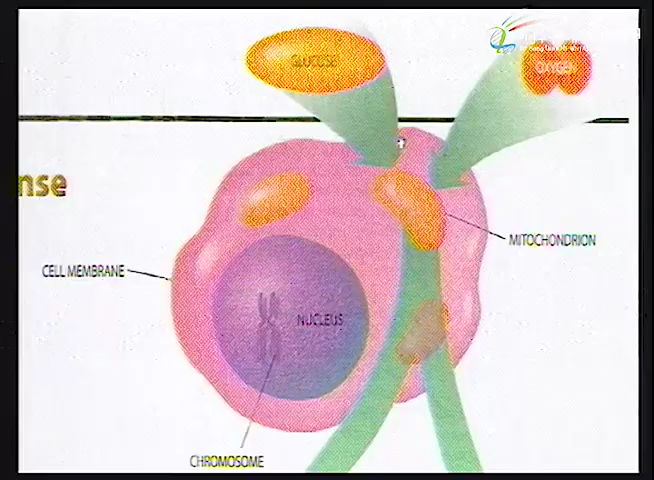 GLUCOSE
OXYGEN
nse
MITOCHONDRION
CELL MEMBRANE
NUCLEUS
CHROMOSOME